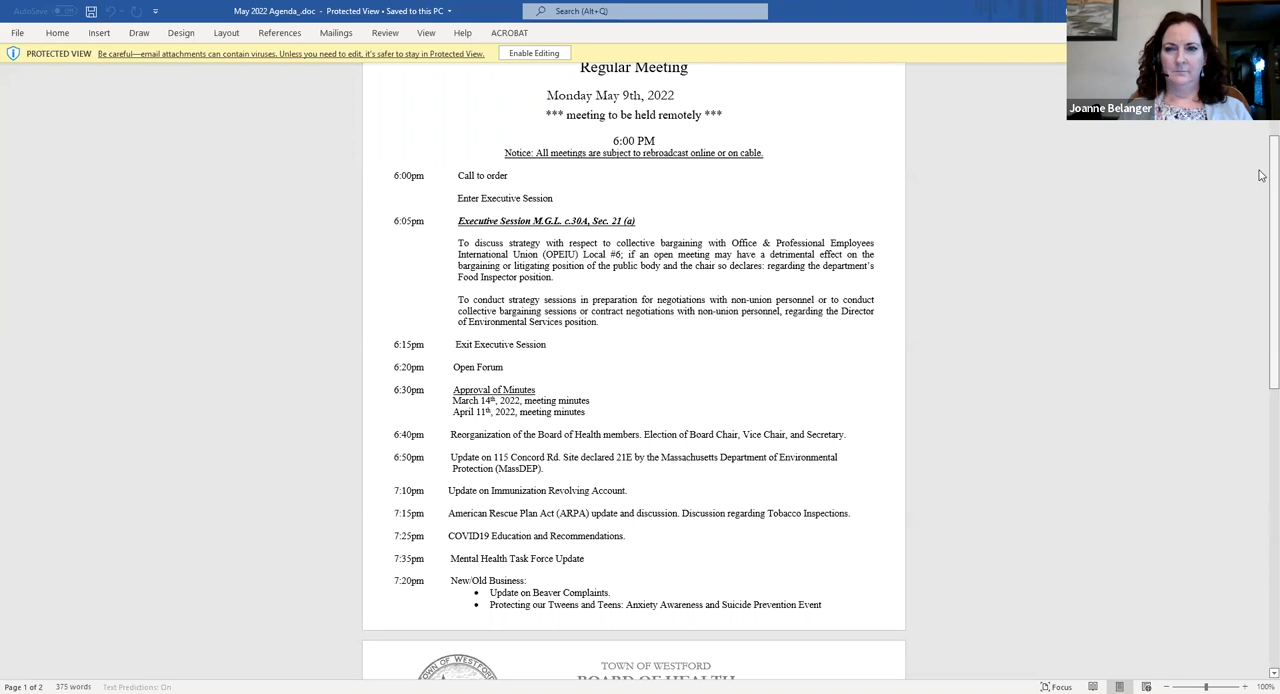 AutoSave Off May 2022 Agenda_.doc - Protected View • Saved to this PC Search (Alt+Q)
File Home Insert Draw Design Layout References Mailings Review View Help ACROBAT
PROTECTED VIEW Be careful—email attachments can contain viruses. Unless you need to edit, it's safer to stay in Protected View. Enable Editing
Joanne Belanger
Regular Meeting
Monday May 9th, 2022
*** meeting to be held remotely ***
6:00 PM
Notice: All meetings are subject to rebroadcast online or on cable.
6:00pm Call to order
Enter Executive Session
6:05pm Executive Session M.G.L. c.30A, Sec. 21 (a)
To discuss strategy with respect to collective bargaining with Office & Professional Employees
International Union (OPEIU) Local #6; if an open meeting may have a detrimental effect on the
bargaining or litigating position of the public body and the chair so declares: regarding the department's
Food Inspector position.
To conduct strategy sessions in preparation for negotiations with non-union personnel or to conduct
collective bargaining sessions or contract negotiations with non-union personnel, regarding the Director
of Environmental Services position.
6:15pm Exit Executive Session
6:20pm Open Forum
6:30pm Approval of Minutes
March 14th, 2022, meeting minutes
April 11th, 2022, meeting minutes
6:40pm Reorganization of the Board of Health members. Election of Board Chair, Vice Chair, and Secretary.
6:50pm Update on 115 Concord Rd. Site declared 21E by the Massachusetts Department of Environmental
Protection (MassDEP).
7:10pm Update on Immunization Revolving Account.
7:15pm American Rescue Plan Act (ARPA) update and discussion. Discussion regarding Tobacco Inspections.
7:25pm COVID19 Education and Recommendations.
7:35pm Mental Health Task Force Update
7:20pm New/Old Business:
• Update on Beaver Complaints.
• Protecting our Tweens and Teens: Anxiety Awareness and Suicide Prevention Event
TOWN OF WESTFORD
TOWN OF WESTFORD
BOARD OF HEALTH
Page 1 of 2 375 words Text Predictions: On Focus 100%